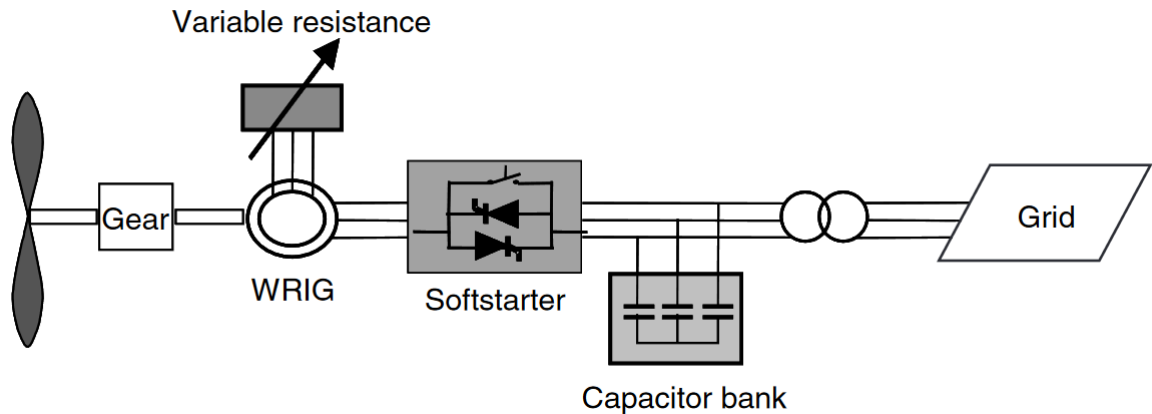 Variable resistance
Gear
WRIG
Softstarter
Capacitor bank
Grid